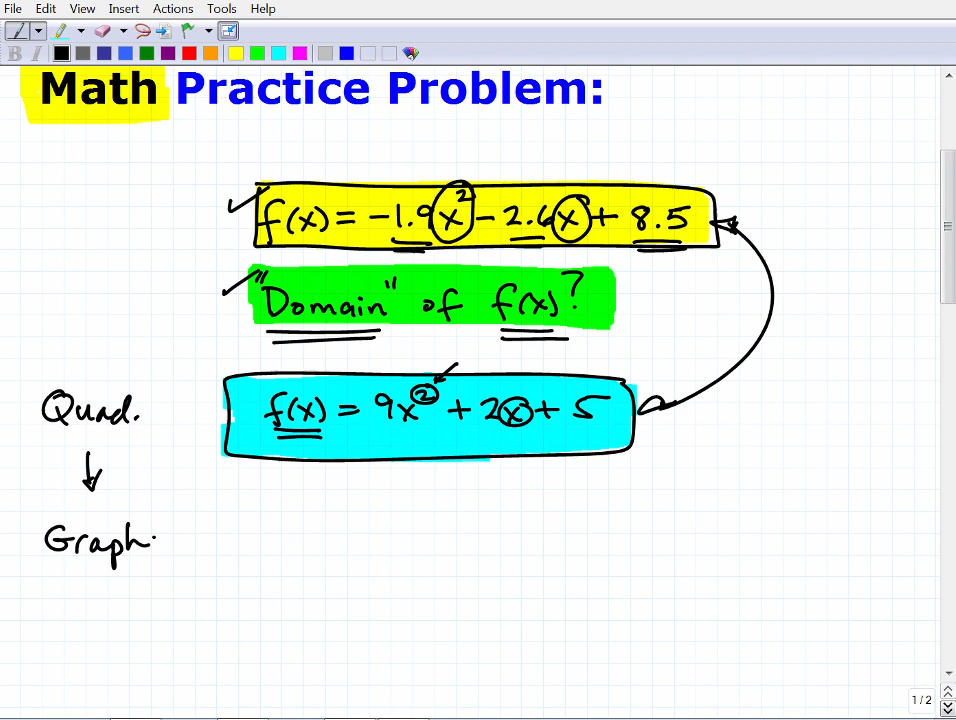 File Edit View Insert Actions Tools Help
B I
Math Practice Problem:
f(x) = -1.9x² - 2.6x + 8.5
"Domain" of f(x)?
f(x) = 9x² + 2x + 5
Quad.
Graph.
1 / 2